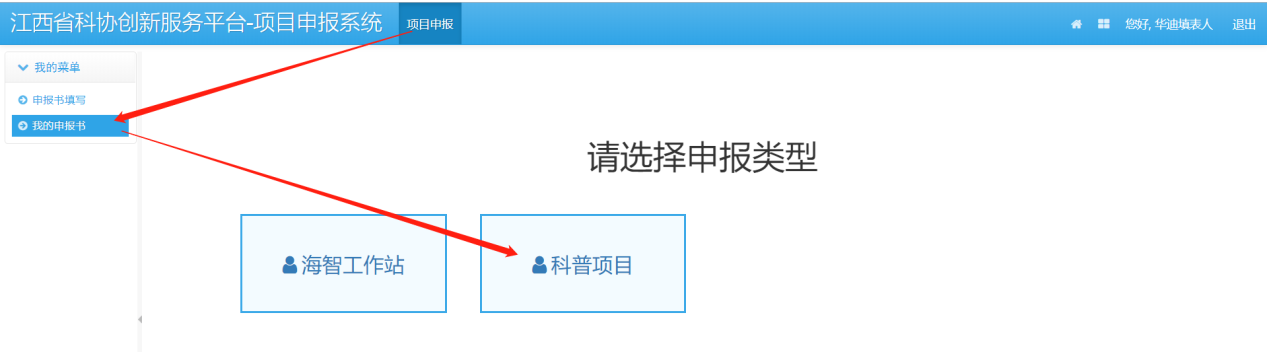 江西省科协创新服务平台-项目申报系统 项目申报 您好, 华迪填表人 退出
我的菜单
申报书填写
我的申报书
请选择申报类型
海智工作站 科普项目